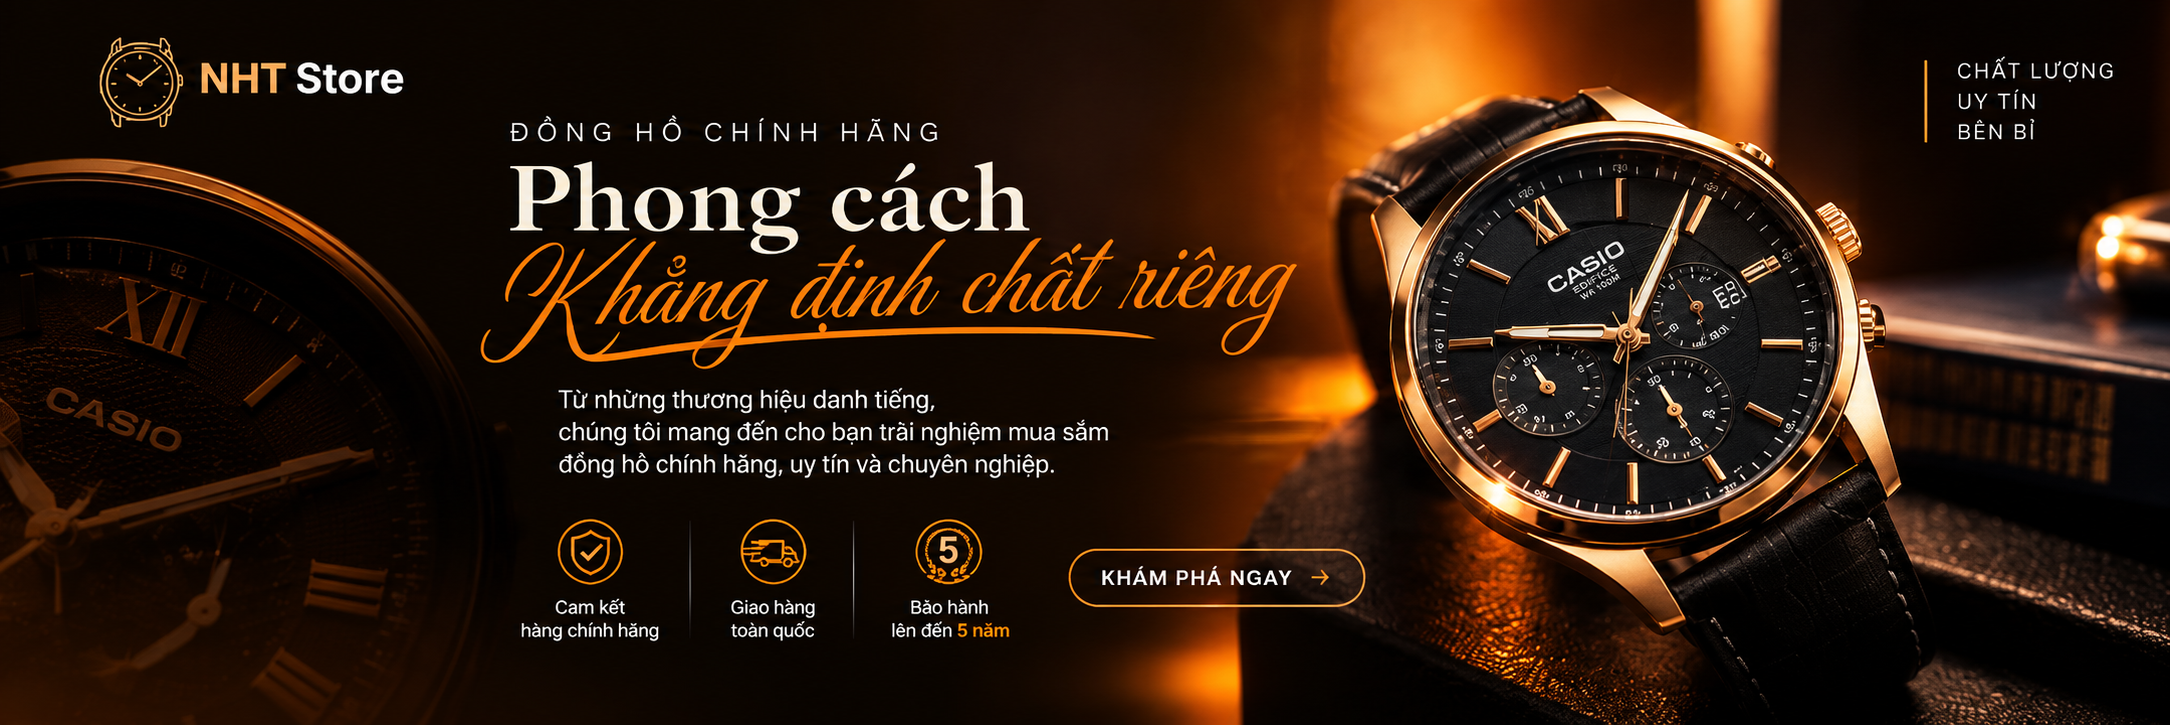 NHT Store
CHẤT LƯỢNG
UY TÍN
BÊN BỈ
ĐỒNG HỒ CHÍNH HÃNG
Phong cách
Khẳng định chất riêng
Từ những thương hiệu danh tiếng,
chúng tôi mang đến cho bạn trãi nghiệm mua sắm
đồng hồ chính hãng, uy tín và chuyên nghiệp.
5
Cam kết
hàng chính hãng
Giao hàng
toàn quốc
Bảo hành
lên đến 5 năm
KHÁM PHÁ NGAY →
XII
CASIO
XI
CASIO
EDIFICE
WR 100M